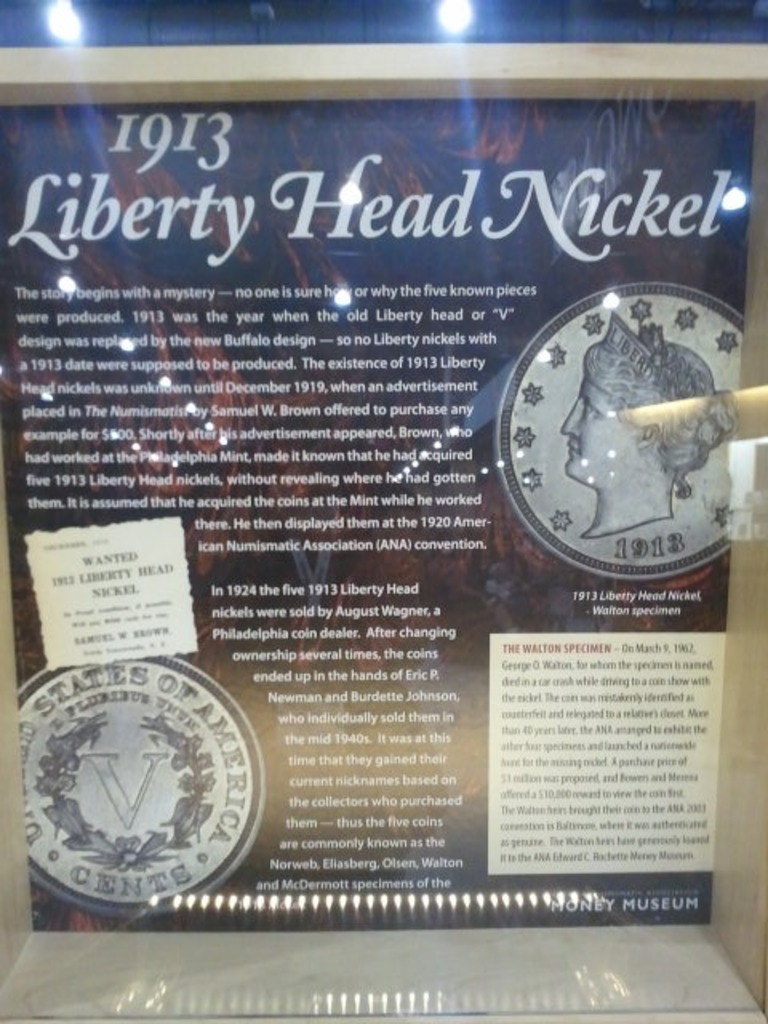 1913
Liberty Head Nickel
The story begins with a mystery — no one is sure how or why the five known pieces
were produced. 1913 was the year when the old Liberty head or "V"
design was replaced by the new Buffalo design — so no Liberty nickels with
a 1913 date were supposed to be produced. The existence of 1913 Liberty
Head nickels was unknown until December 1919, when an advertisement
placed in The Numismatist by Samuel W. Brown offered to purchase any
example for $500. Shortly after his advertisement appeared, Brown, who
had worked at the Philadelphia Mint, made it known that he had acquired
five 1913 Liberty Head nickels, without revealing where he had gotten
them. It is assumed that he acquired the coins at the Mint while he worked
there. He then displayed them at the 1920 Amer-
ican Numismatic Association (ANA) convention.
LIBERTY
1913
1913 Liberty Head Nickel,
- Walton specimen
WANTED
1913 LIBERTY HEAD
NICKEL
SAMUEL W. BROWN,
In 1924 the five 1913 Liberty Head
nickels were sold by August Wagner, a
Philadelphia coin dealer. After changing
ownership several times, the coins
ended up in the hands of Eric P.
Newman and Burdette Johnson,
who individually sold them in
the mid 1940s. It was at this
time that they gained their
current nicknames based on
the collectors who purchased
them — thus the five coins
are commonly known as the
Norweb, Eliasberg, Olsen, Walton
and McDermott specimens of the
UNITED STATES OF AMERICA
E PLURIBUS UNUM
V
CENTS
THE WALTON SPECIMEN – On March 9, 1962,
George O. Walton, for whom the specimen is named,
died in a car crash while driving to a coin show with
the nickel. The coin was mistakenly identified as
counterfeit and relegated to a relative's closet. More
than 40 years later, the ANA arranged to exhibit the
other four specimens and launched a nationwide
hunt for the missing nickel. A purchase price of
$1 million was proposed, and Bowers and Merena
offered a $10,000 reward to view the coin first.
The Walton heirs brought their coin to the ANA 2003
convention in Baltimore, where it was authenticated
as genuine. The Walton heirs have generously loaned
it to the ANA Edward C. Rochette Money Museum.
MONEY MUSEUM